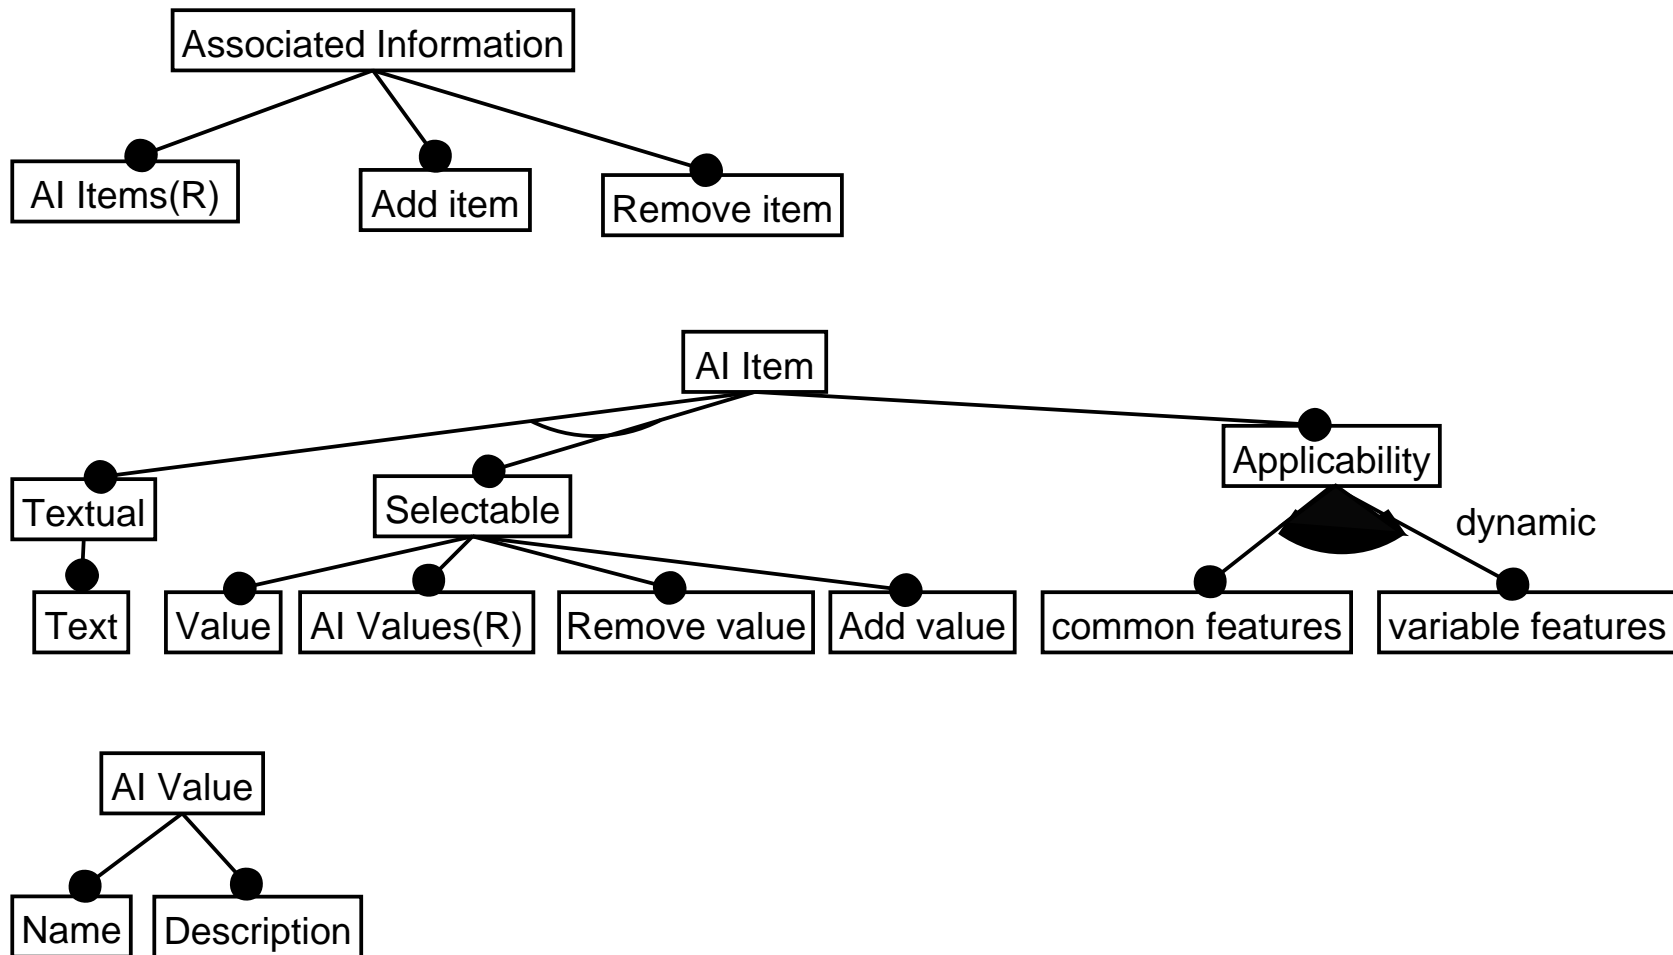 Associated Information
AI Items(R)
Add item
Remove item
AI Item
Applicability
Textual
Selectable
dynamic
Text
Value
AI Values(R)
Remove value
Add value
common features
variable features
AI Value
Name
Description